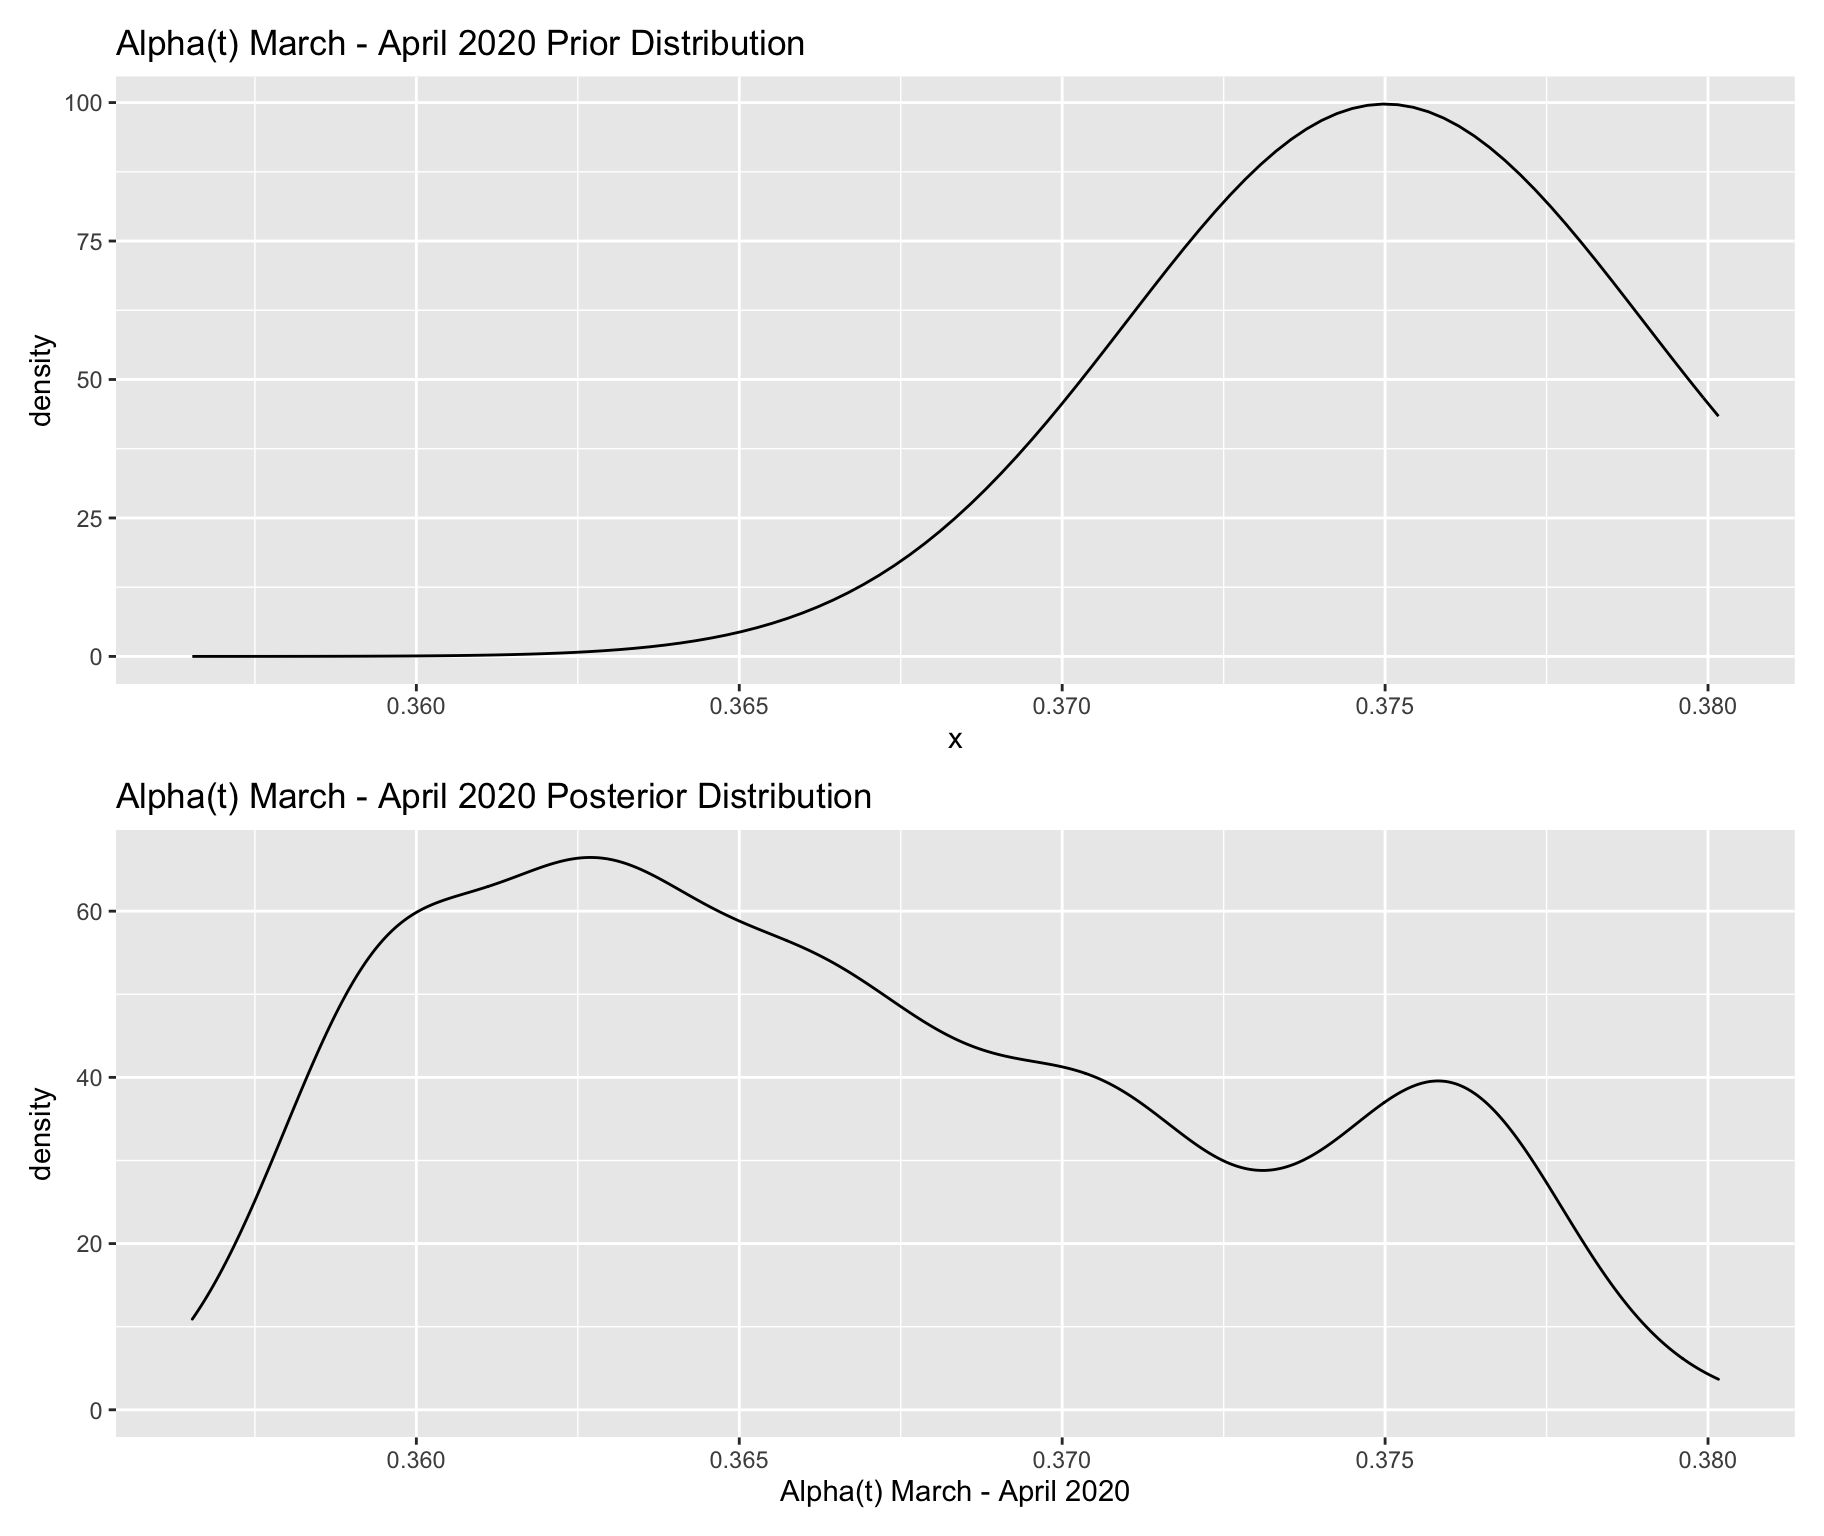 Alpha(t) March - April 2020 Prior Distribution
100
75
50
25
0
density
0.360 0.365 0.370 0.375 0.380
x
Alpha(t) March - April 2020 Posterior Distribution
60
40
20
0
density
0.360 0.365 0.370 0.375 0.380
Alpha(t) March - April 2020